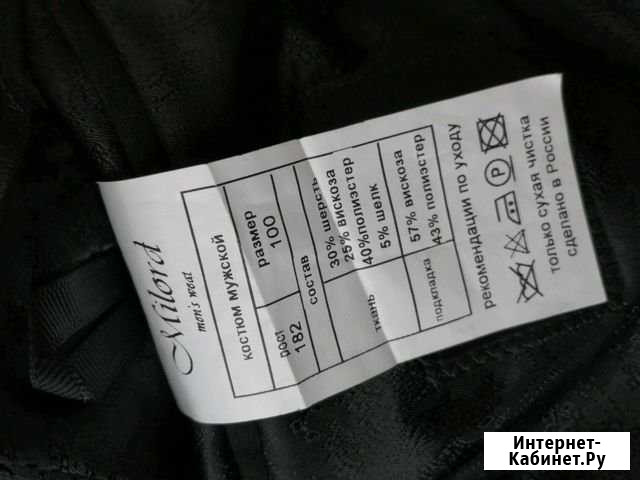 Milord
men's wear
костюм мужской
рост
182
размер
100
состав
ткань
30% шерсть
25% вискоза
40%полиэстер
5% шелк
подкладка
57% вискоза
43% полиэстер
рекомендации по уходу
P
только сухая чистка
сделано в России
Интернет-
Кабинет.Ру